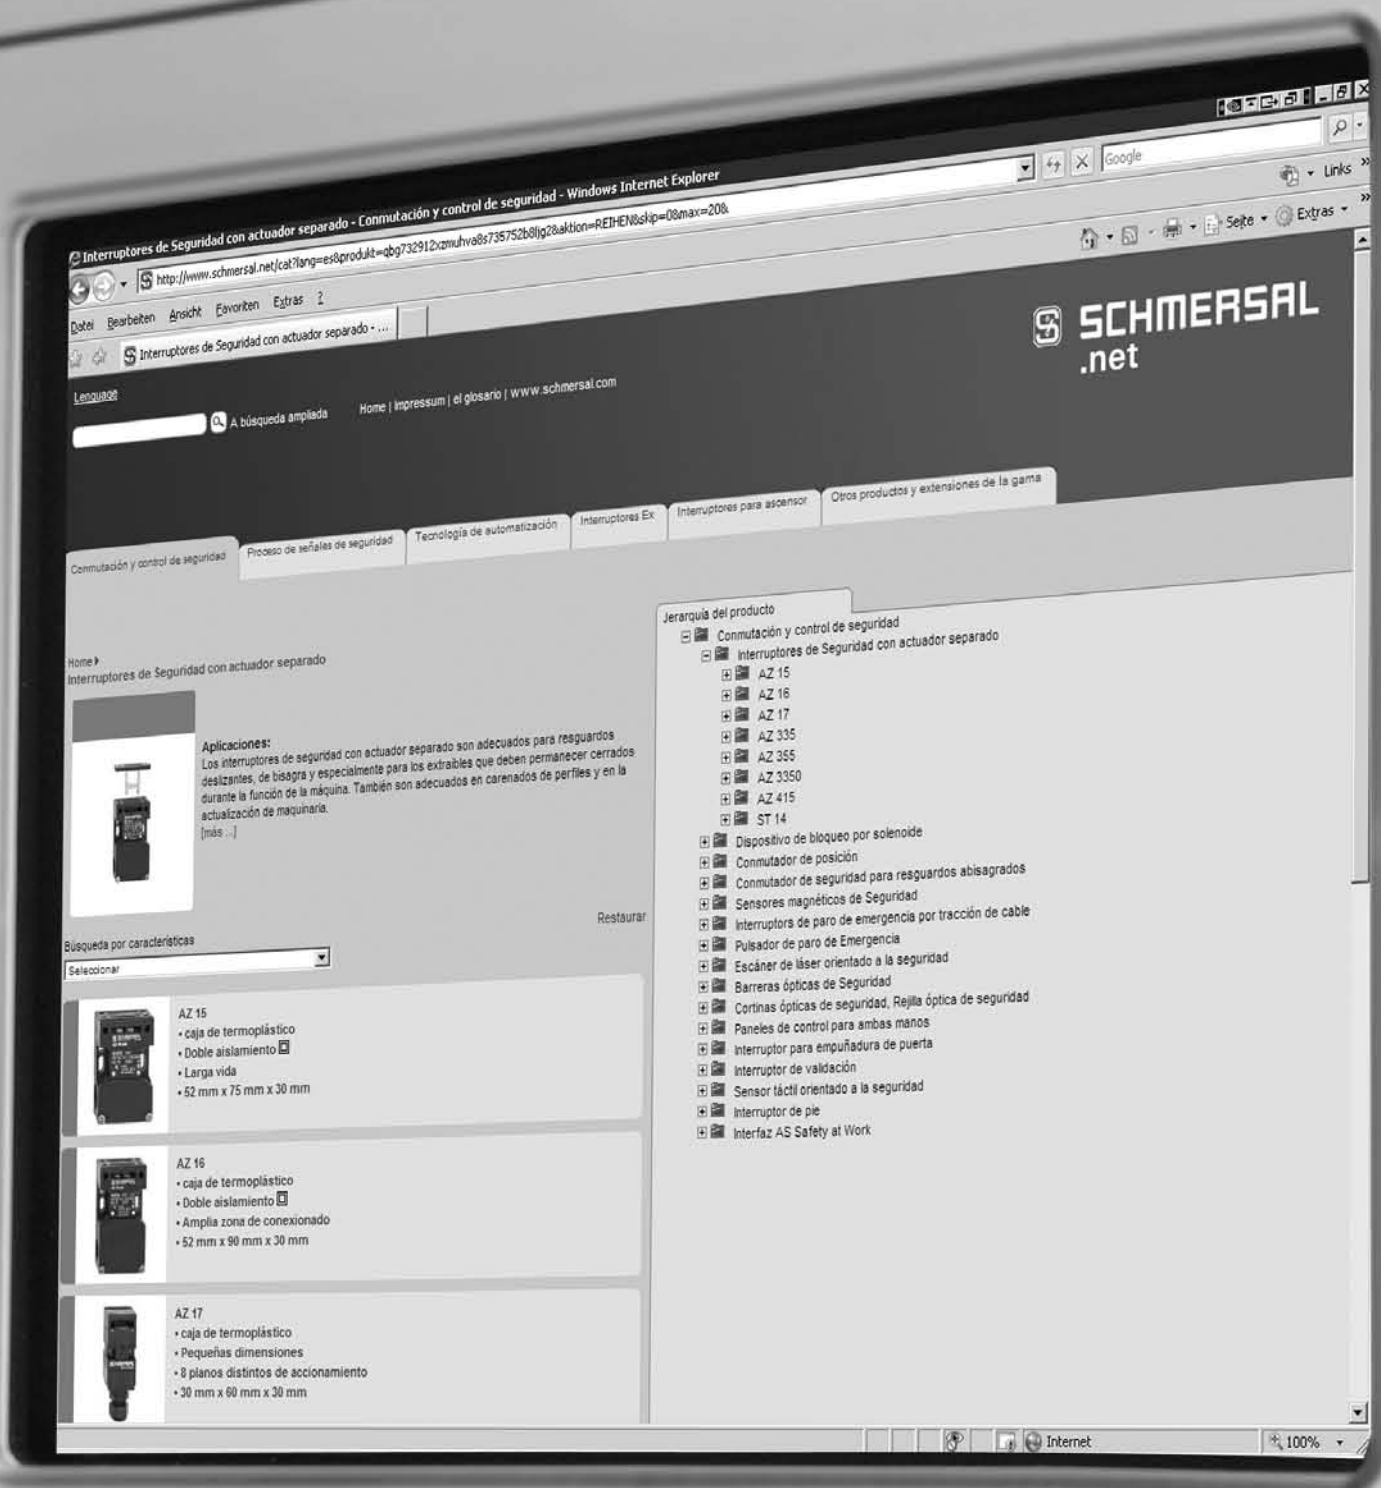 Interruptores de Seguridad con actuador separado - Conmutación y control de seguridad - Windows Internet Explorer
http://www.schmersal.net/cat?lang=es&produkt=qbg732912xzmuhva8s735752b8ljg2&aktion=REIHEN&skip=0&max=20&
Google
Links
Datei Bearbeiten Ansicht Favoriten Extras ?
Interruptores de Seguridad con actuador separado - ...
Seite Extras
SCHMERSAL
.net
Lenguage
A búsqueda ampliada
Home | Impressum | el glosario | www.schmersal.com
Conmutación y control de seguridad
Proceso de señales de seguridad
Tecnología de automatización
Interruptores Ex
Interruptores para ascensor
Otros productos y extensiones de la gama
Home
Interruptores de Seguridad con actuador separado
Aplicaciones:
Los interruptores de seguridad con actuador separado son adecuados para resguardos
deslizantes, de bisagra y especialmente para los extraibles que deben permanecer cerrados
durante la función de la máquina. También son adecuados en carenados de perfiles y en la
actualización de maquinaria.
[más ...]
Restaurar
Búsqueda por características
Seleccionar
AZ 15
• caja de termoplástico
• Doble aislamiento
• Larga vida
• 52 mm x 75 mm x 30 mm
AZ 16
• caja de termoplástico
• Doble aislamiento
• Amplia zona de conexionado
• 52 mm x 90 mm x 30 mm
AZ 17
• caja de termoplástico
• Pequeñas dimensiones
• 8 planos distintos de accionamiento
• 30 mm x 60 mm x 30 mm
Jerarquía del producto
Conmutación y control de seguridad
Interruptores de Seguridad con actuador separado
AZ 15
AZ 16
AZ 17
AZ 335
AZ 355
AZ 3350
AZ 415
ST 14
Dispositivo de bloqueo por solenoide
Conmutador de posición
Conmutador de seguridad para resguardos abisagrados
Sensores magnéticos de Seguridad
Interruptors de paro de emergencia por tracción de cable
Pulsador de paro de Emergencia
Escáner de láser orientado a la seguridad
Barreras ópticas de Seguridad
Cortinas ópticas de seguridad, Rejilla óptica de seguridad
Paneles de control para ambas manos
Interruptor para empuñadura de puerta
Interruptor de validación
Sensor táctil orientado a la seguridad
Interruptor de pie
Interfaz AS Safety at Work
Internet
100%